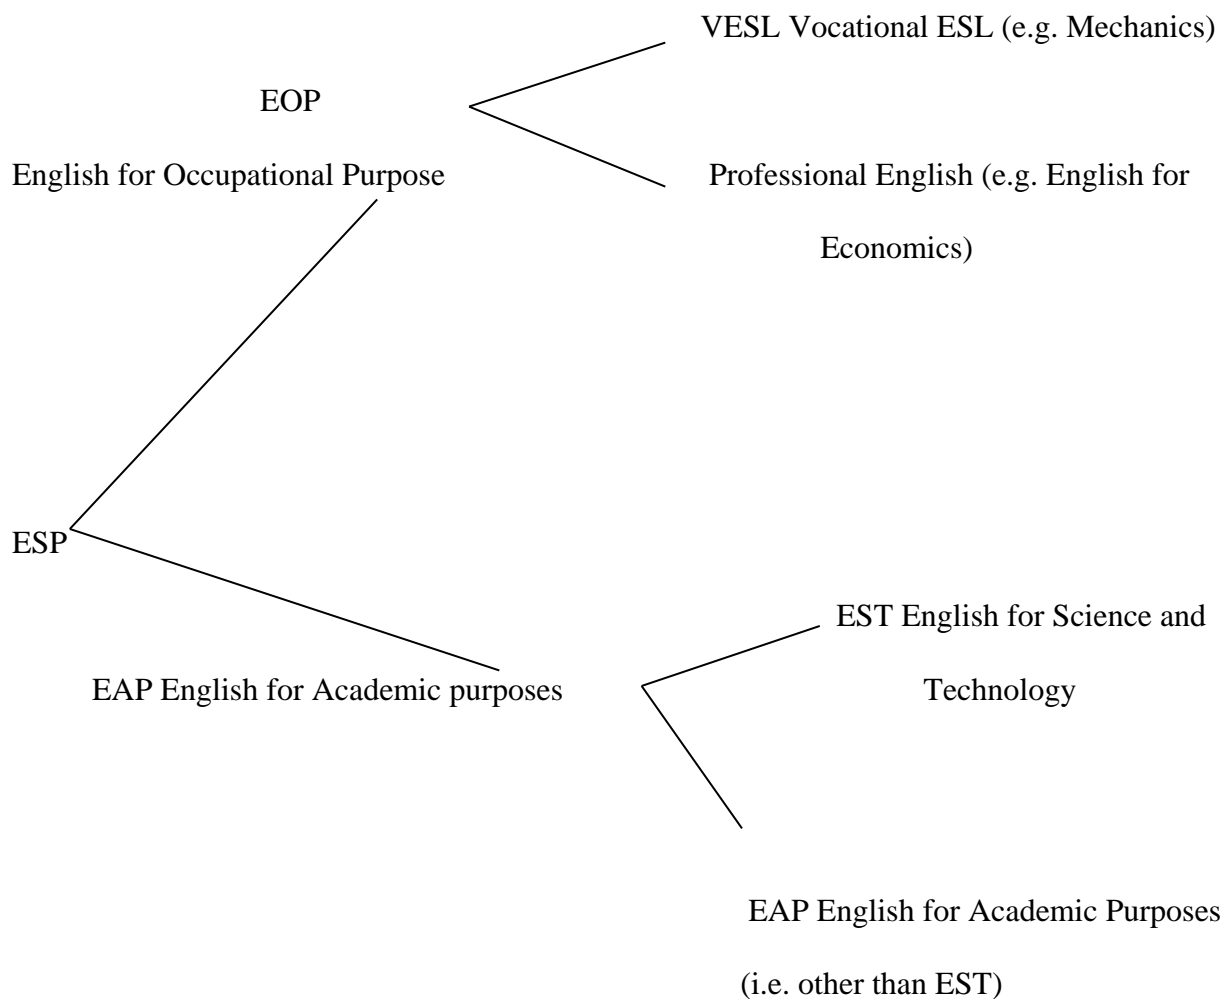 VESL Vocational ESL (e.g. Mechanics)
EOP
English for Occupational Purpose
Professional English (e.g. English for
Economics)
ESP
EST English for Science and
Technology
EAP English for Academic purposes
EAP English for Academic Purposes
(i.e. other than EST)